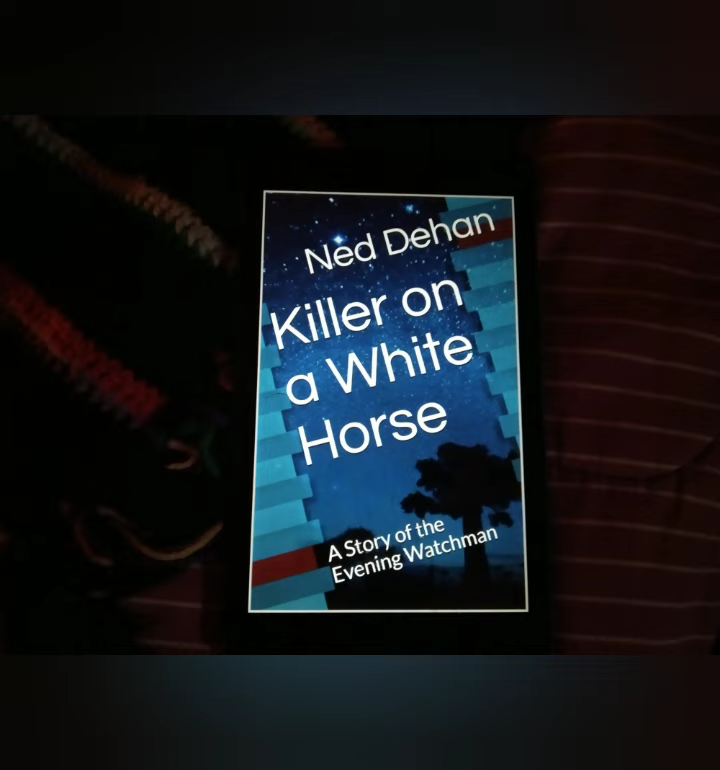 Ned Dehan
Killer on
a White
Horse
A Story of the
Evening Watchman